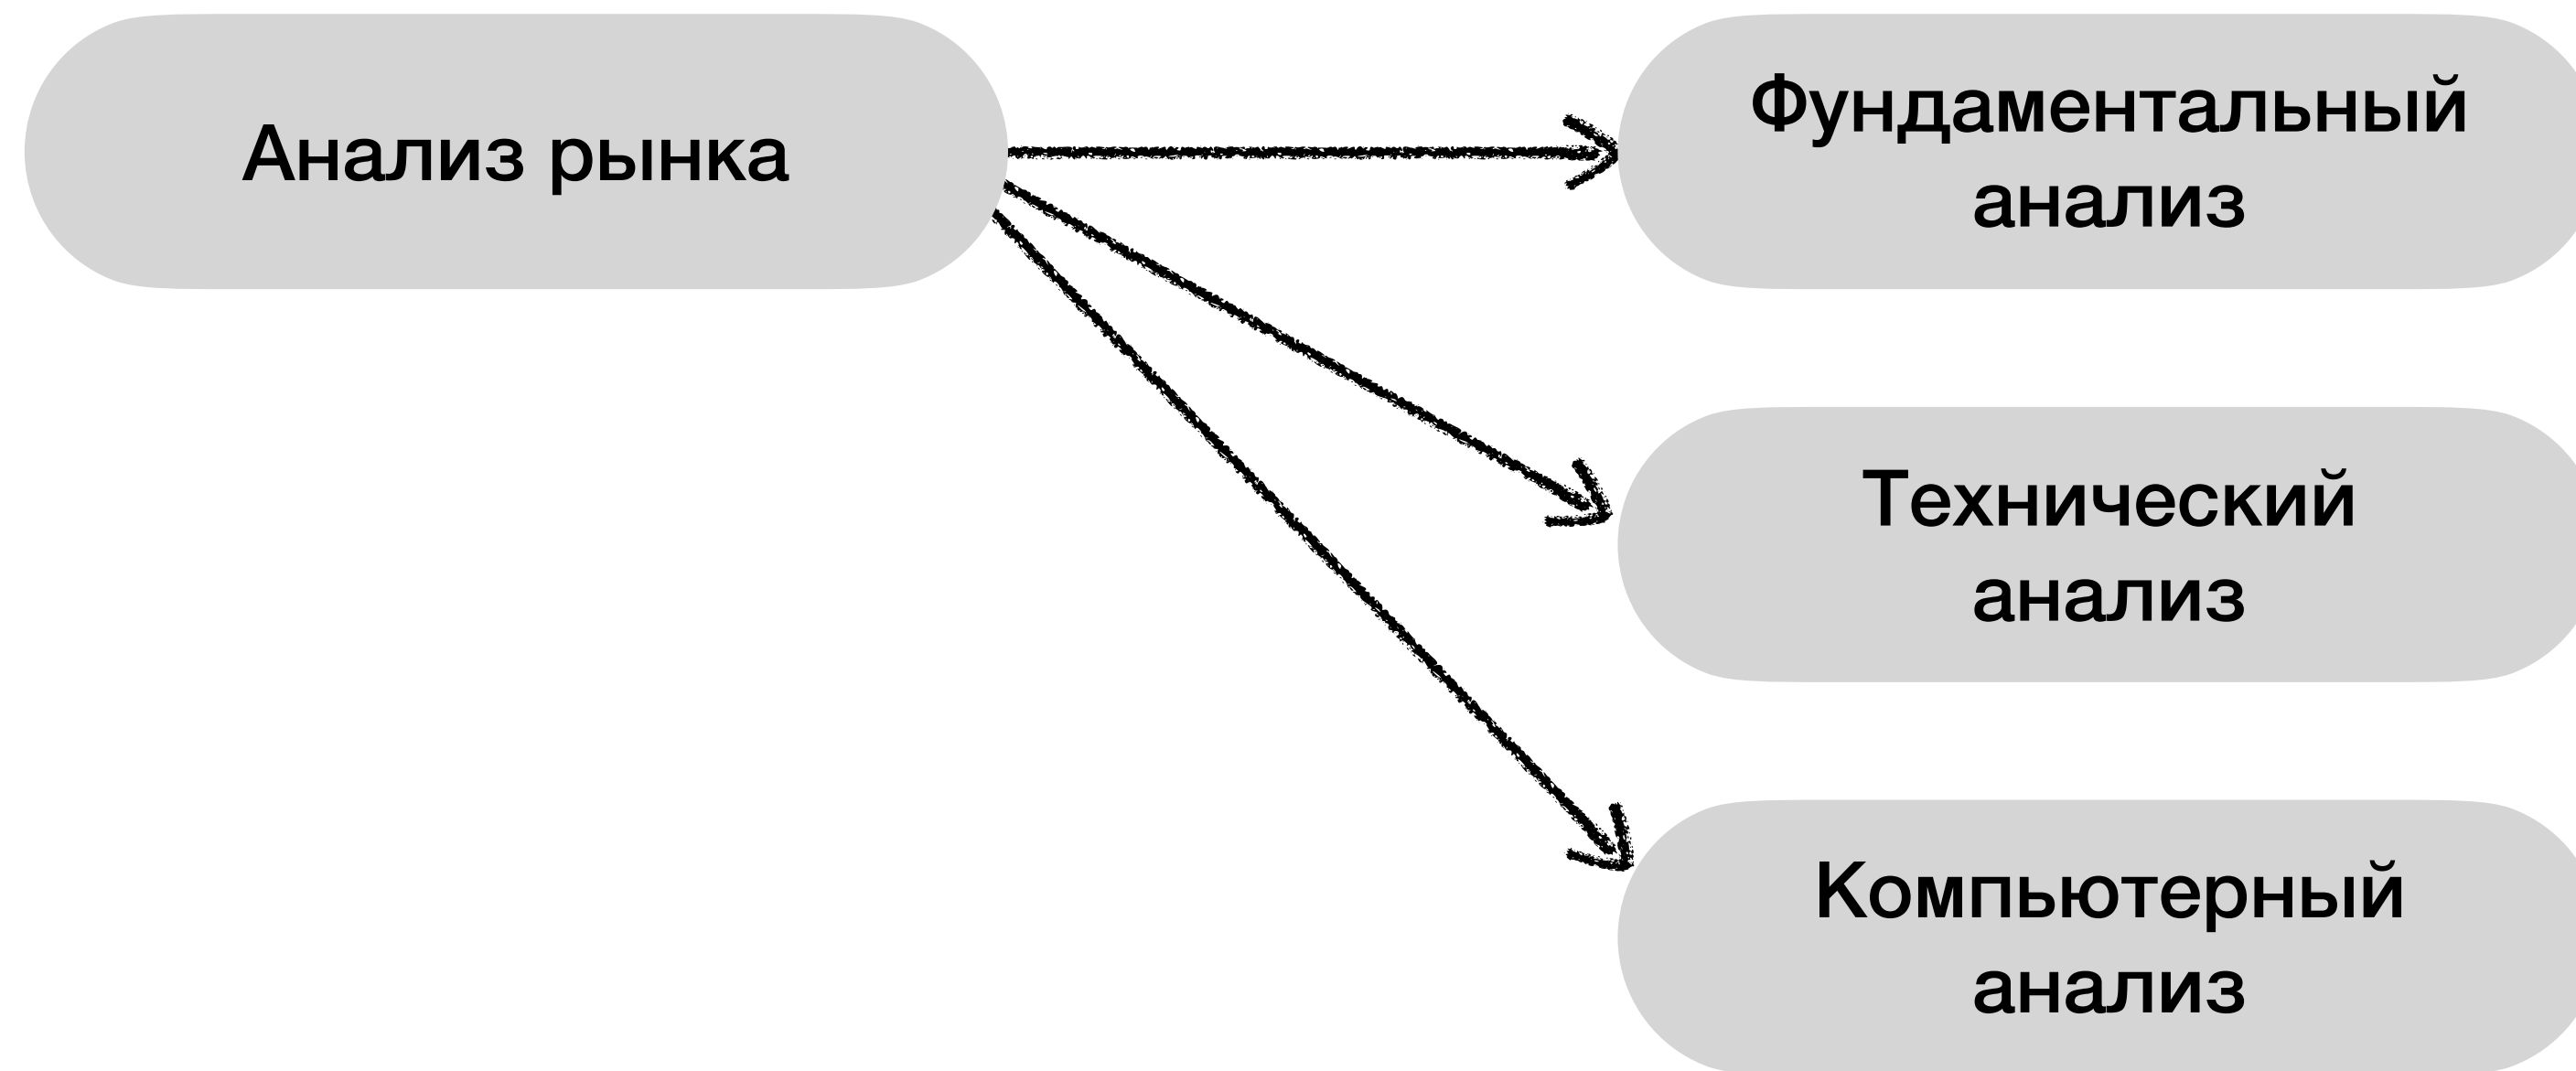 Анализ рынка
Фундаментальный
анализ
Технический
анализ
Компьютерный
анализ